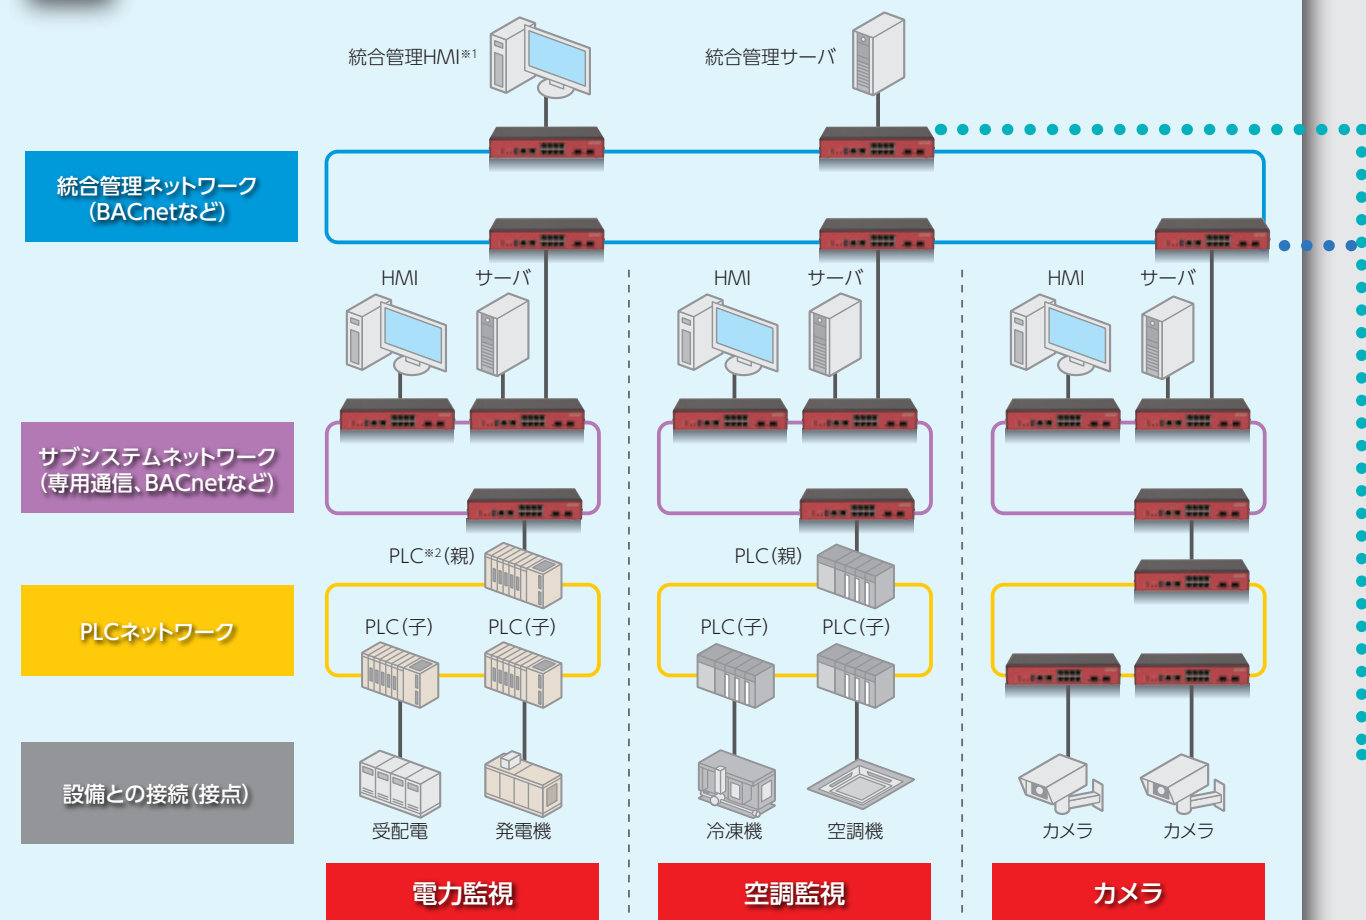 統合管理HMI※1
統合管理サーバ
統合管理ネットワーク
（BACnetなど）
HMI
サーバ
HMI
サーバ
HMI
サーバ
サブシステムネットワーク
（専用通信、BACnetなど）
PLC※2（親）
PLC（親）
PLCネットワーク
PLC（子）
PLC（子）
PLC（子）
PLC（子）
設備との接続（接点）
受配電
発電機
冷凍機
空調機
カメラ
カメラ
電力監視
空調監視
カメラ